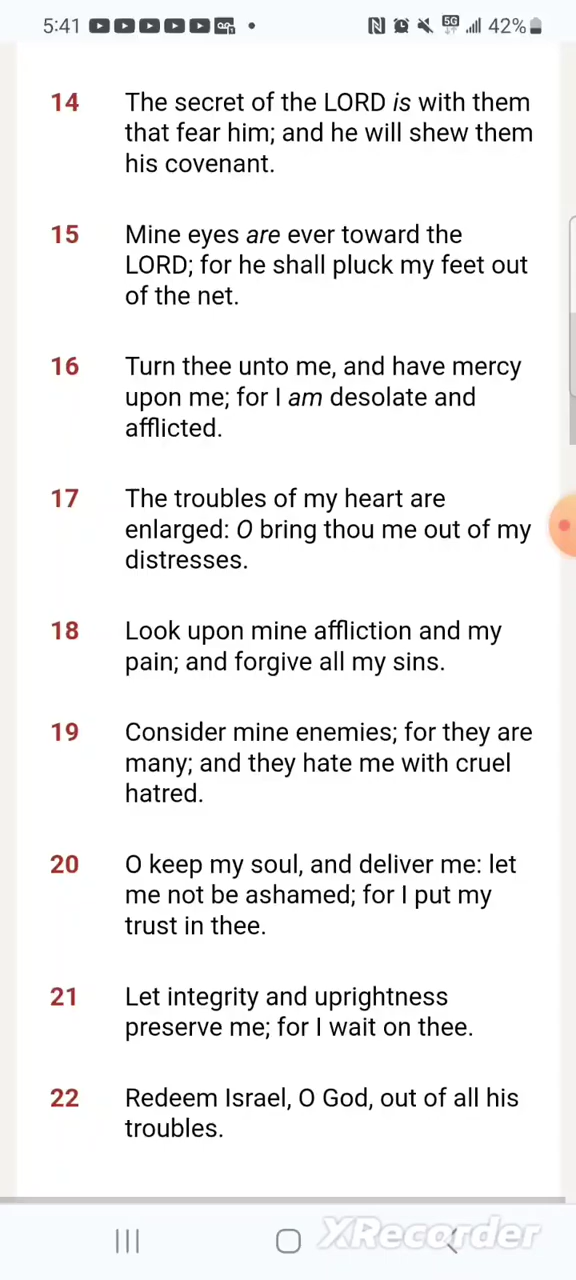 5:41 42%
5G
14 The secret of the LORD is with them
that fear him; and he will shew them
his covenant.
15 Mine eyes are ever toward the
LORD; for he shall pluck my feet out
of the net.
16 Turn thee unto me, and have mercy
upon me; for I am desolate and
afflicted.
17 The troubles of my heart are
enlarged: O bring thou me out of my
distresses.
18 Look upon mine affliction and my
pain; and forgive all my sins.
19 Consider mine enemies; for they are
many; and they hate me with cruel
hatred.
20 O keep my soul, and deliver me: let
me not be ashamed; for I put my
trust in thee.
21 Let integrity and uprightness
preserve me; for I wait on thee.
22 Redeem Israel, O God, out of all his
troubles.
XRecorder